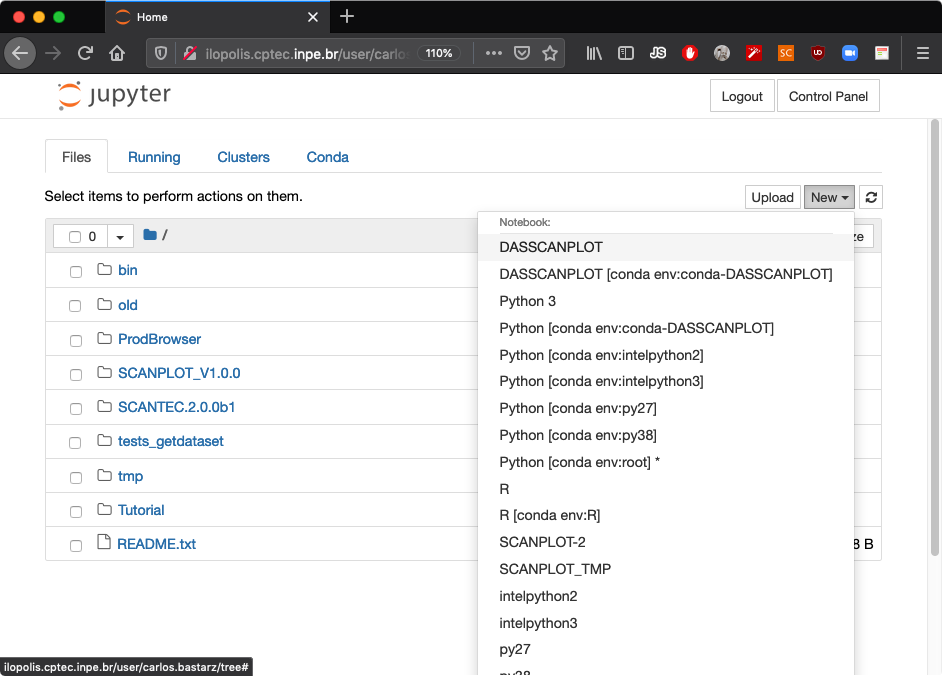 Home
ilopolis.cptec.inpe.br/user/carlo
110%
JS
SC
UD
jupyter
Logout
Control Panel
Files
Running
Clusters
Conda
Select items to perform actions on them.
Upload
New
0
/
ze
bin
old
ProdBrowser
SCANPLOT_V1.0.0
SCANTEC.2.0.0b1
tests_getdataset
tmp
Tutorial
README.txt
8 B
Notebook:
DASSCANPLOT
DASSCANPLOT [conda env:conda-DASSCANPLOT]
Python 3
Python [conda env:conda-DASSCANPLOT]
Python [conda env:intelpython2]
Python [conda env:intelpython3]
Python [conda env:py27]
Python [conda env:py38]
Python [conda env:root] *
R
R [conda env:R]
SCANPLOT-2
SCANPLOT_TMP
intelpython2
intelpython3
py27
py38
ilopolis.cptec.inpe.br/user/carlos.bastarz/tree#